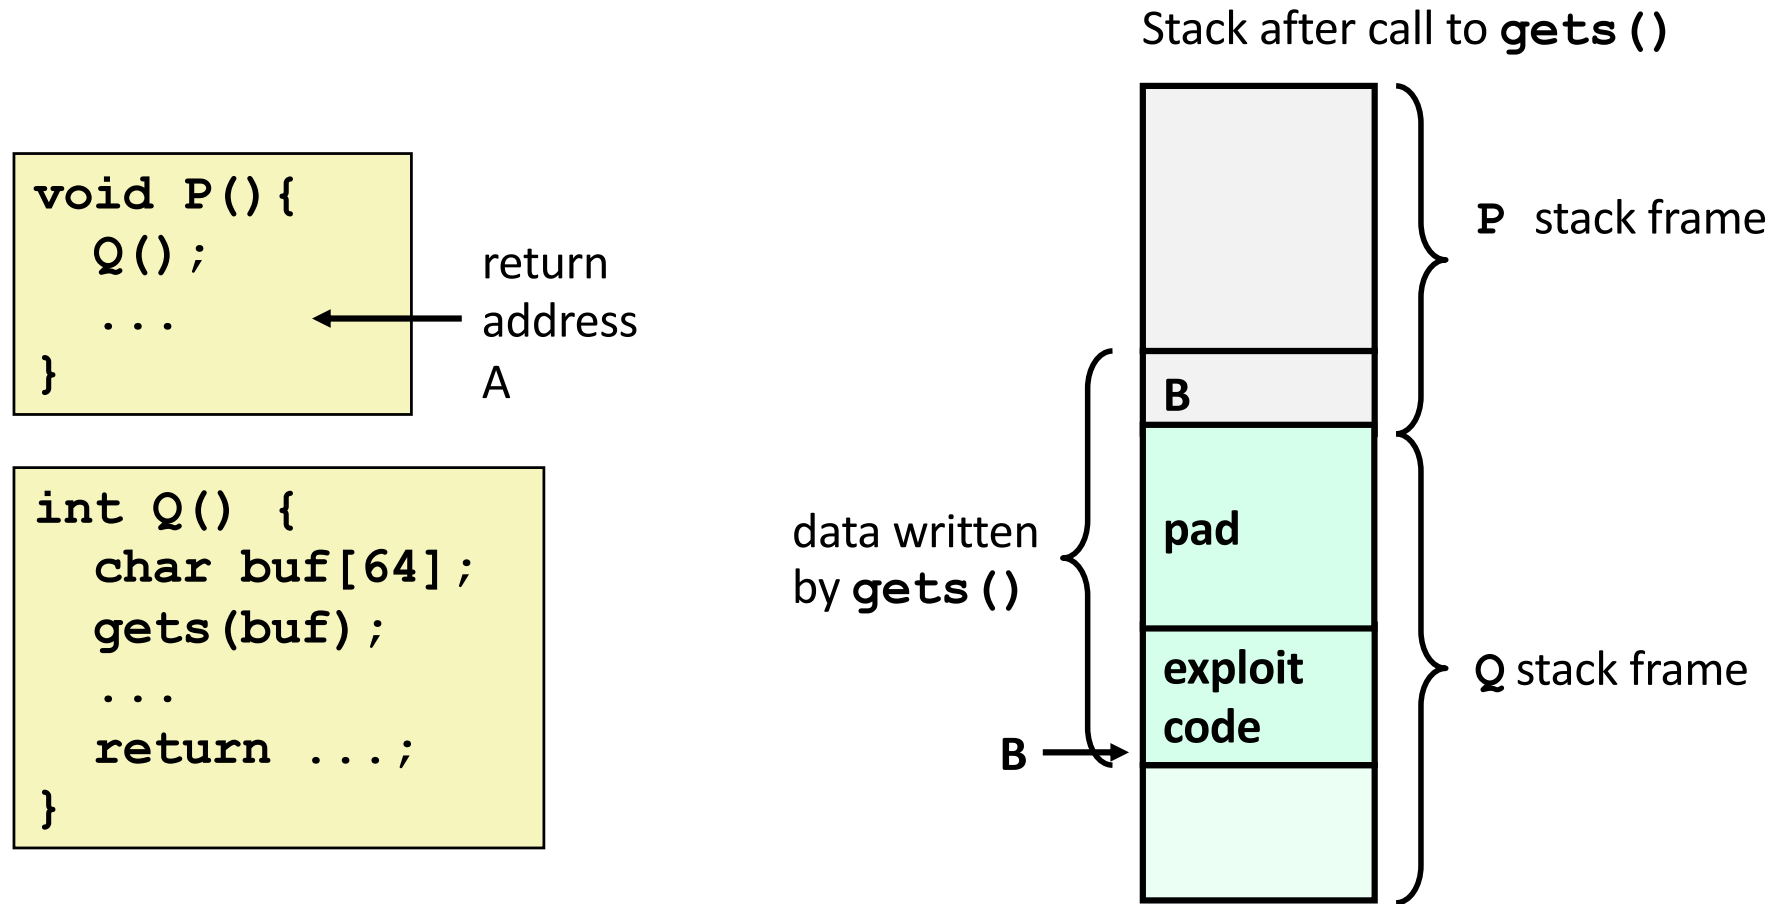 Stack after call to gets()
void P(){
  Q();
  ...
}
return
address
A
int Q() {
  char buf[64];
  gets(buf);
  ...
  return ...;
}
B
pad
exploit
code
data written
by gets()
B
P stack frame
Q stack frame